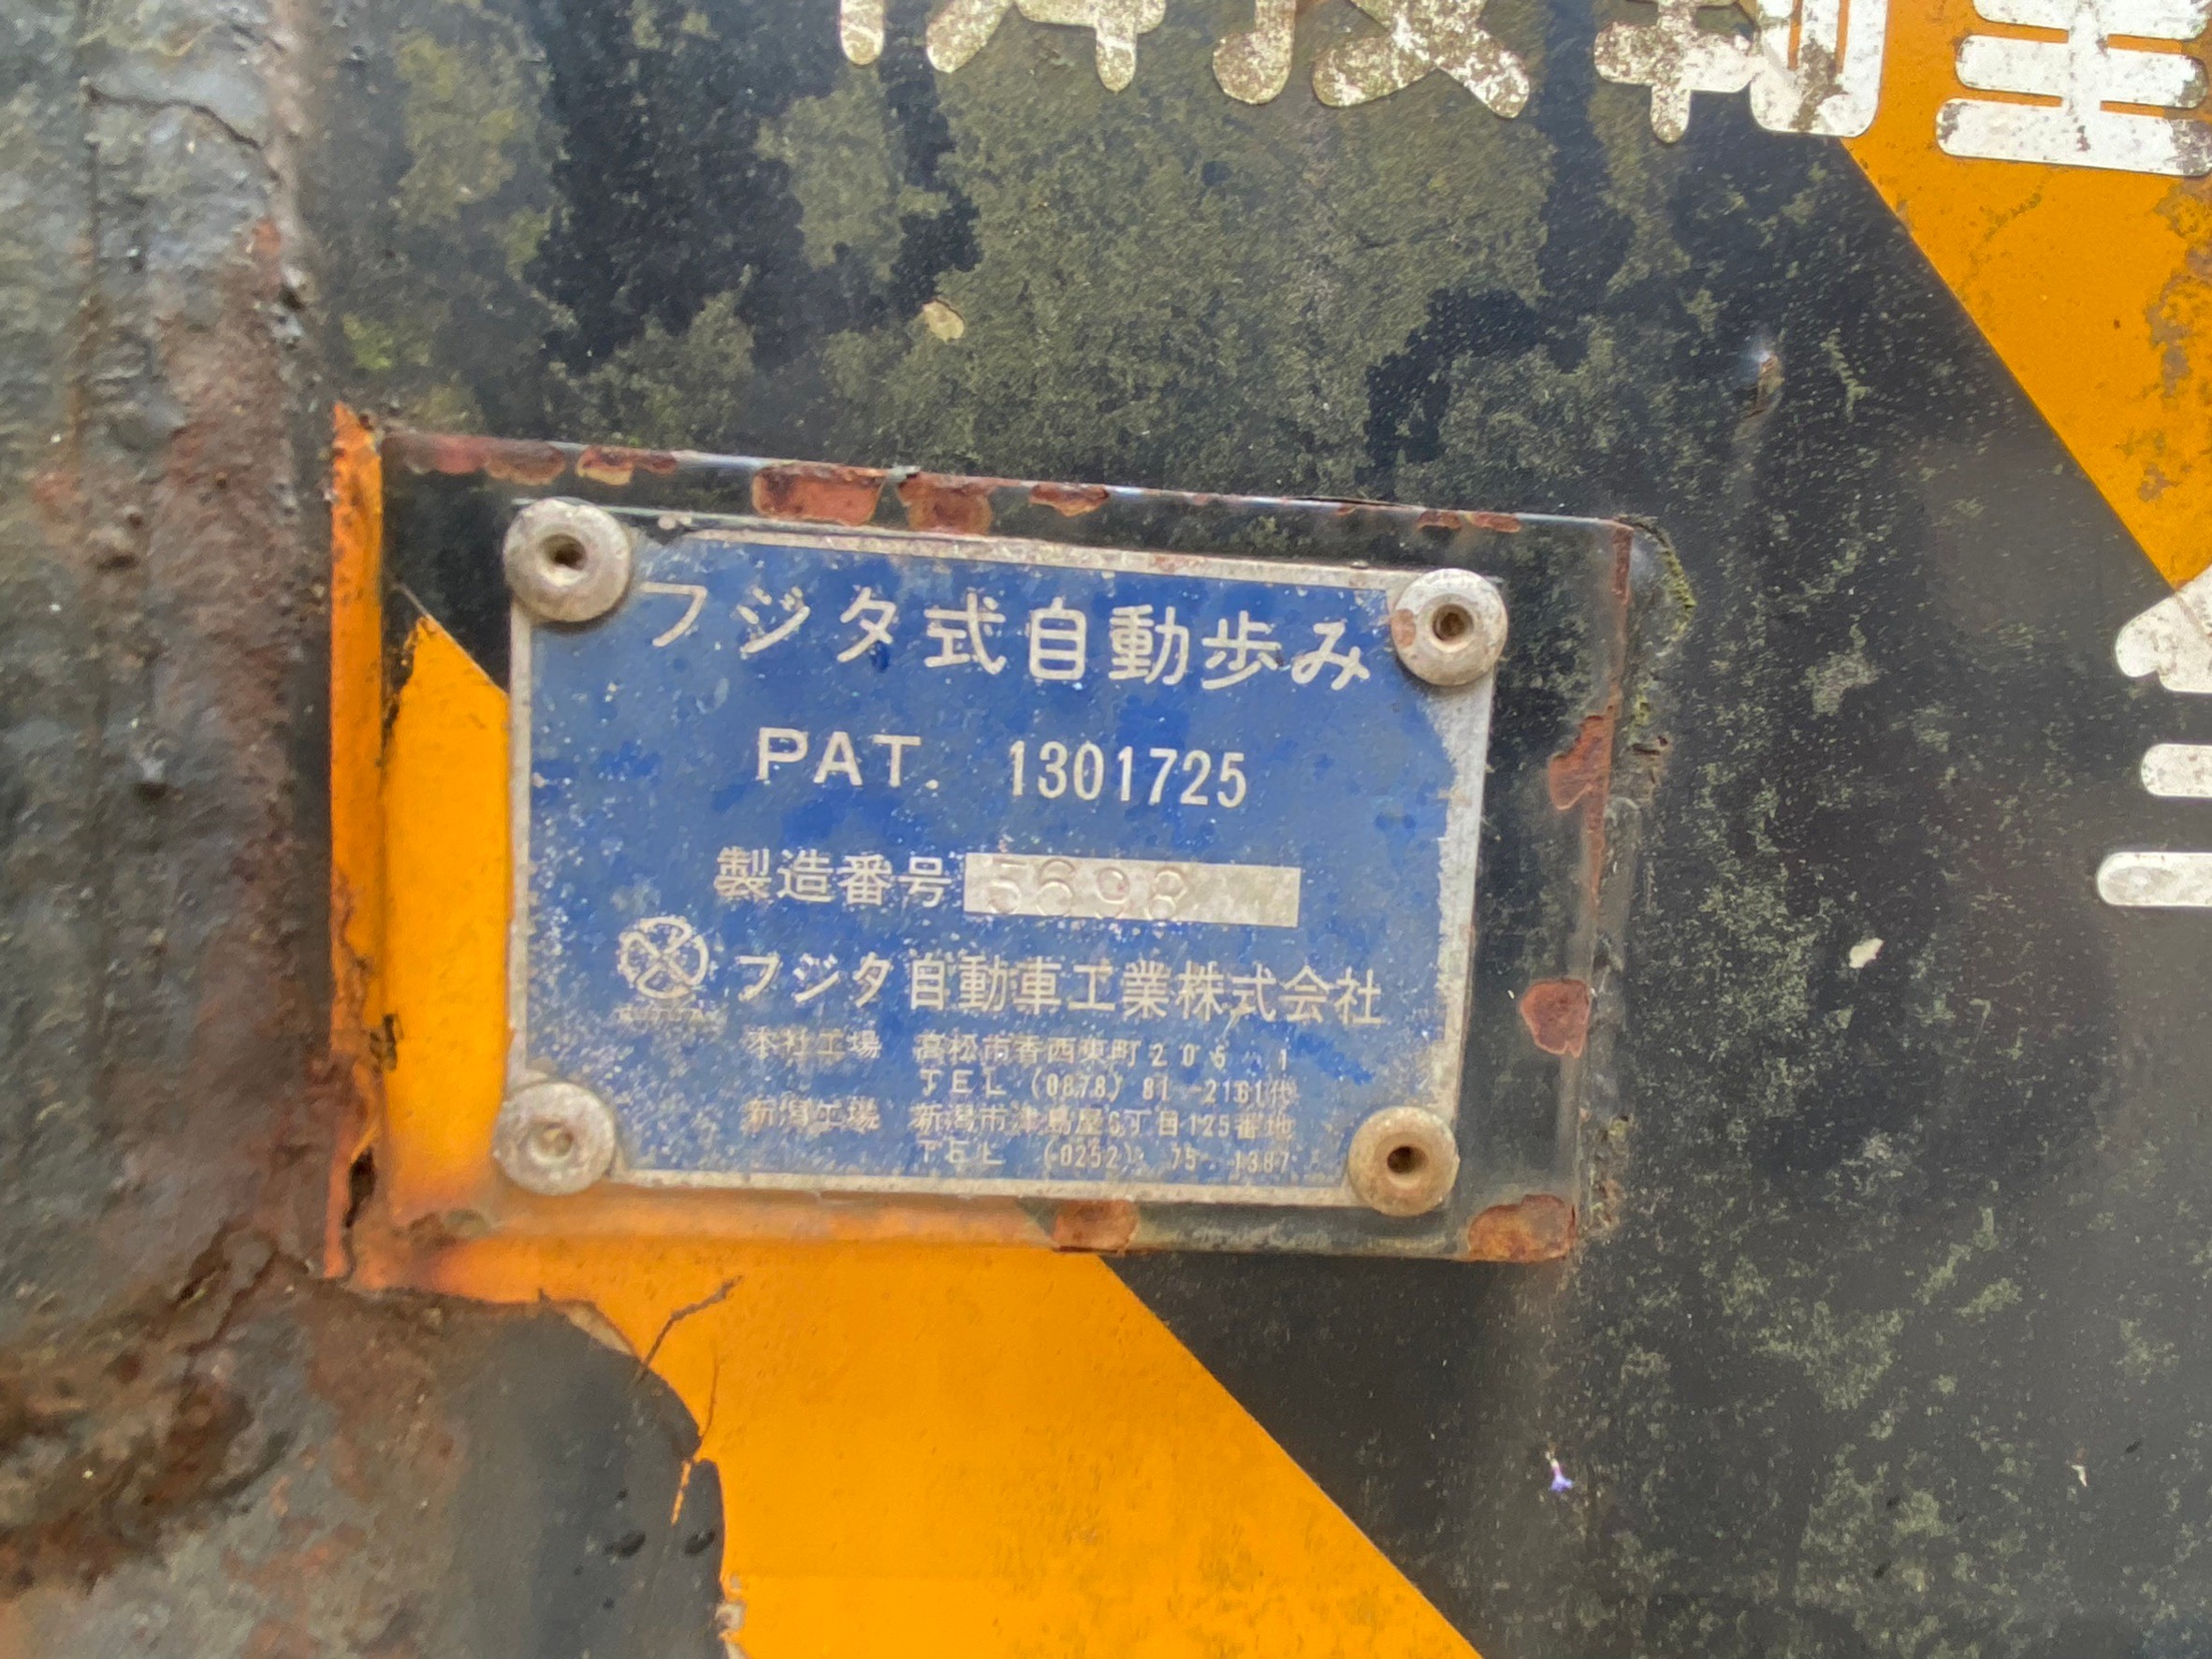 フジタ式自動歩み
PAT. 1301725
製造番号 5698
フジタ自動車工業株式会社
本社工場 高松市香西東町205 1
TEL (0878) 81-2161代
新潟工場 新潟市津島屋6丁目125番地
TEL (0252) 75-1387